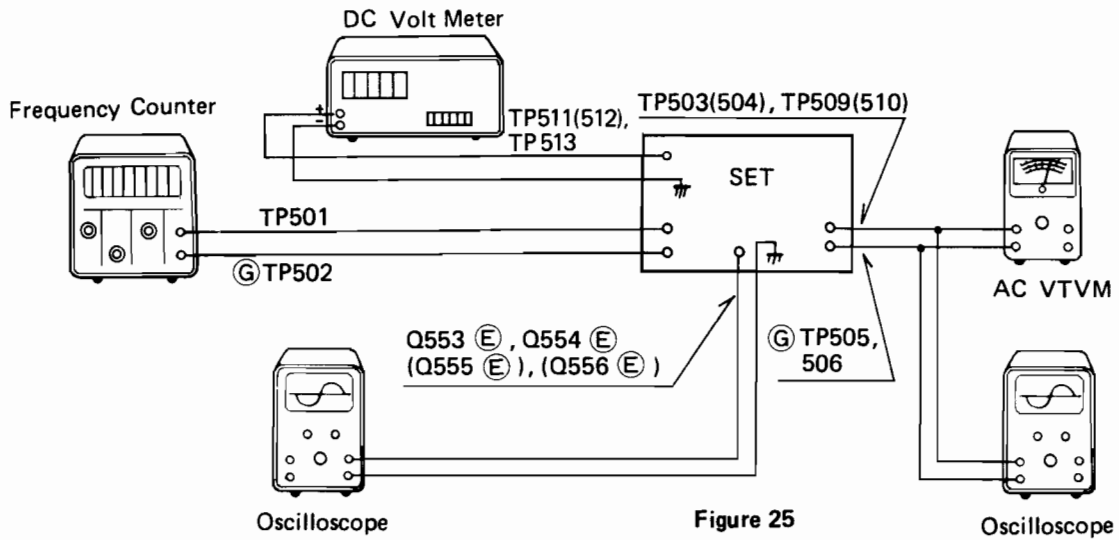 DC Volt Meter
Frequency Counter
+
-
TP511(512),
TP513
TP503(504), TP509(510)
SET
TP501
Ⓖ TP502
AC VTVM
Q553 Ⓔ, Q554 Ⓔ
(Q555 Ⓔ), (Q556 Ⓔ)
Ⓖ TP505,
506
Oscilloscope
Figure 25
Oscilloscope